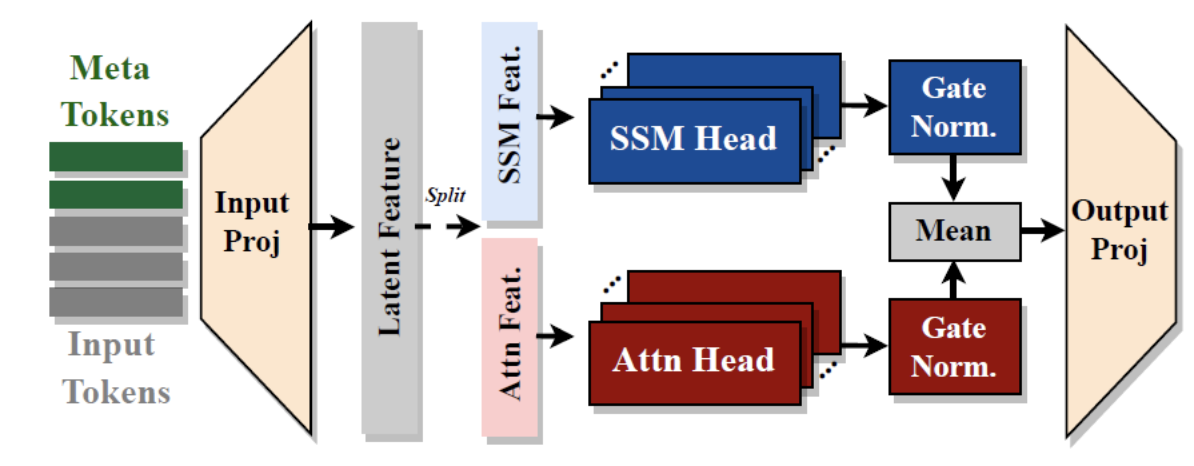 Meta
Tokens
Input
Tokens
Input
Proj
Latent Feature
Split
SSM Feat.
Attn Feat.
SSM Head
Attn Head
Gate
Norm.
Mean
Gate
Norm.
Output
Proj